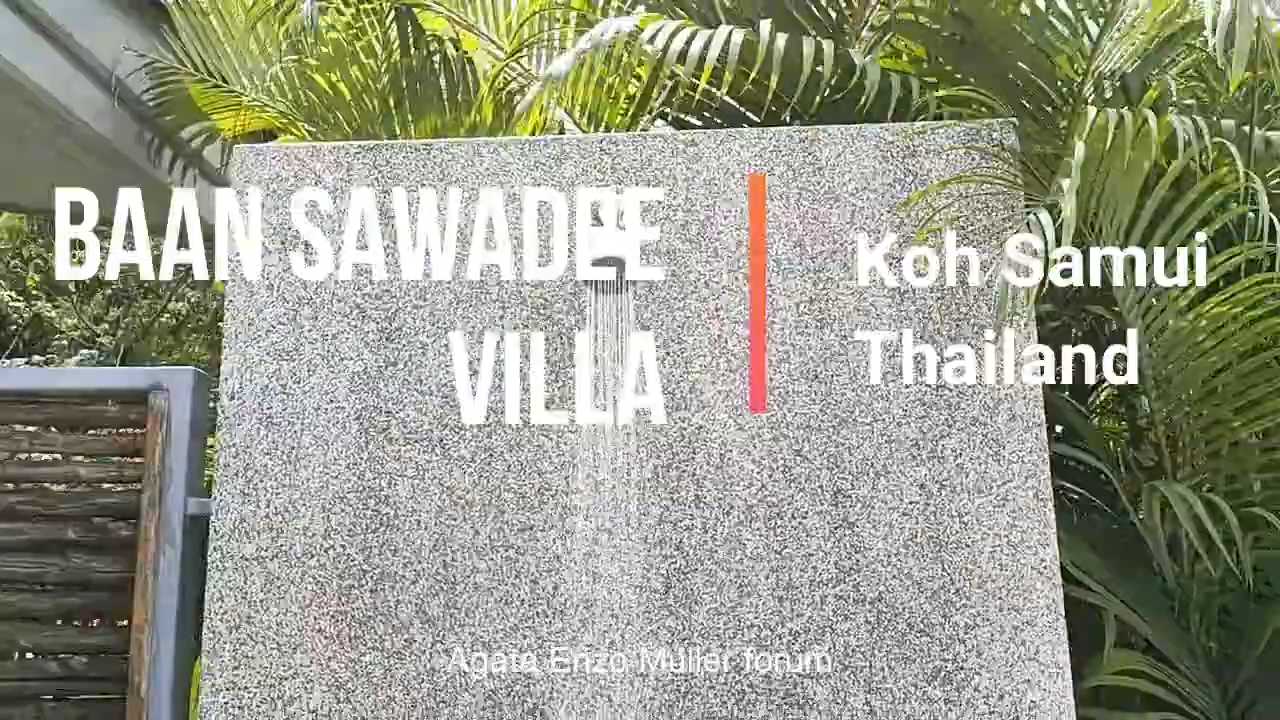 BAAN SAWADEE
VILLA
Koh Samui
Thailand
Agata Enzo Muller forum